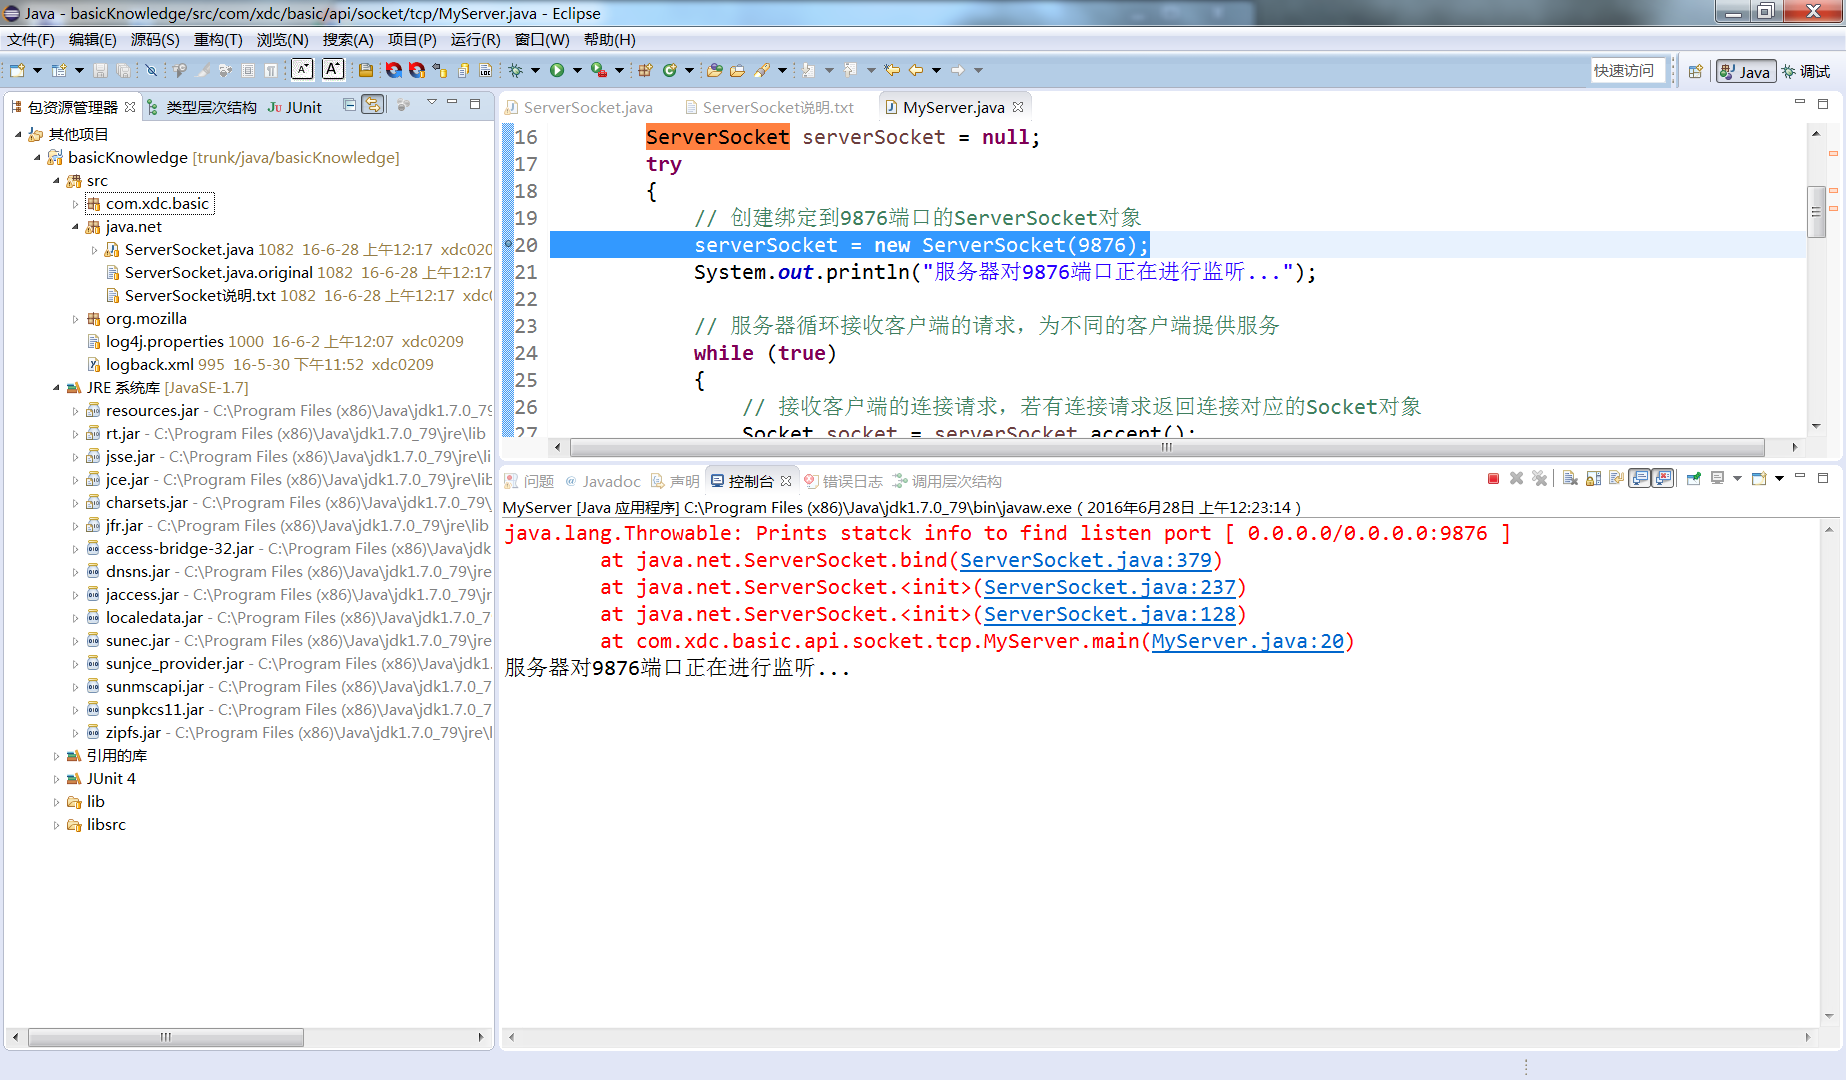 Java - basicKnowledge/src/com/xdc/basic/api/socket/tcp/MyServer.java - Eclipse
文件(F) 编辑(E) 源码(S) 重构(T) 浏览(N) 搜索(A) 项目(P) 运行(R) 窗口(W) 帮助(H)
快速访问 Java 调试
包资源管理器 类型层次结构 JUnit
其他项目
basicKnowledge [trunk/java/basicKnowledge]
src
com.xdc.basic
java.net
ServerSocket.java 1082 16-6-28 上午12:17 xdc020
ServerSocket.java.original 1082 16-6-28 上午12:17
ServerSocket说明.txt 1082 16-6-28 上午12:17 xdc0
org.mozilla
log4j.properties 1000 16-6-2 上午12:07 xdc0209
logback.xml 995 16-5-30 下午11:52 xdc0209
JRE 系统库 [JavaSE-1.7]
resources.jar - C:\Program Files (x86)\Java\jdk1.7.0_79
rt.jar - C:\Program Files (x86)\Java\jdk1.7.0_79\jre\lib
jsse.jar - C:\Program Files (x86)\Java\jdk1.7.0_79\jre\li
jce.jar - C:\Program Files (x86)\Java\jdk1.7.0_79\jre\lib
charsets.jar - C:\Program Files (x86)\Java\jdk1.7.0_79\
jfr.jar - C:\Program Files (x86)\Java\jdk1.7.0_79\jre\lib
access-bridge-32.jar - C:\Program Files (x86)\Java\jdk
dnsns.jar - C:\Program Files (x86)\Java\jdk1.7.0_79\jre
jaccess.jar - C:\Program Files (x86)\Java\jdk1.7.0_79\jr
localedata.jar - C:\Program Files (x86)\Java\jdk1.7.0_7
sunec.jar - C:\Program Files (x86)\Java\jdk1.7.0_79\jre
sunjce_provider.jar - C:\Program Files (x86)\Java\jdk1.
sunmscapi.jar - C:\Program Files (x86)\Java\jdk1.7.0_7
sunpkcs11.jar - C:\Program Files (x86)\Java\jdk1.7.0_7
zipfs.jar - C:\Program Files (x86)\Java\jdk1.7.0_79\jre\l
引用的库
JUnit 4
lib
libsrc
ServerSocket.java ServerSocket说明.txt MyServer.java
16 ServerSocket serverSocket = null;
17 try
18 {
19 // 创建绑定到9876端口的ServerSocket对象
20 serverSocket = new ServerSocket(9876);
21 System.out.println("服务器对9876端口正在进行监听...");
22
23 // 服务器循环接收客户端的请求，为不同的客户端提供服务
24 while (true)
25 {
26 // 接收客户端的连接请求，若有连接请求返回连接对应的Socket对象
27 Socket socket = serverSocket.accept();
问题 @ Javadoc 声明 控制台 错误日志 调用层次结构
MyServer [Java 应用程序] C:\Program Files (x86)\Java\jdk1.7.0_79\bin\javaw.exe ( 2016年6月28日 上午12:23:14 )
java.lang.Throwable: Prints statck info to find listen port [ 0.0.0.0/0.0.0.0:9876 ]
at java.net.ServerSocket.bind(ServerSocket.java:379)
at java.net.ServerSocket.<init>(ServerSocket.java:237)
at java.net.ServerSocket.<init>(ServerSocket.java:128)
at com.xdc.basic.api.socket.tcp.MyServer.main(MyServer.java:20)
服务器对9876端口正在进行监听...